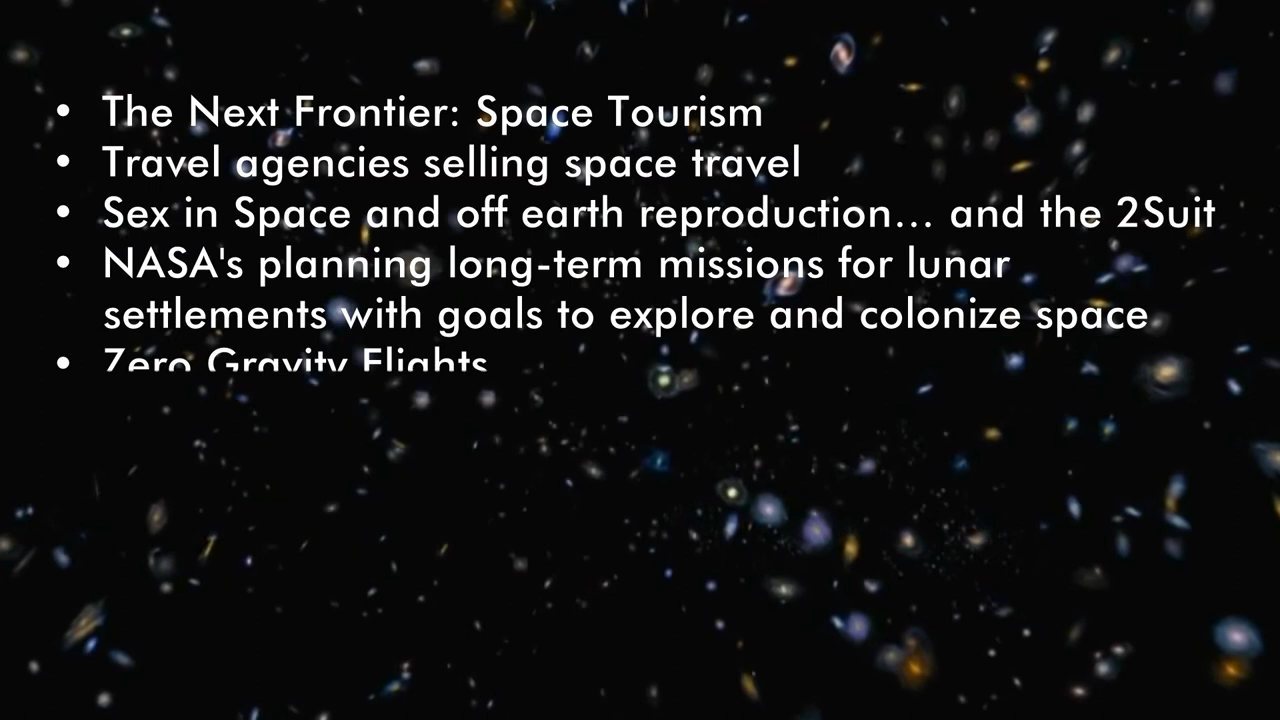 • The Next Frontier: Space Tourism
• Travel agencies selling space travel
• Sex in Space and off earth reproduction... and the 2Suit
• NASA's planning long-term missions for lunar
settlements with goals to explore and colonize space
• Zero Gravity Flights